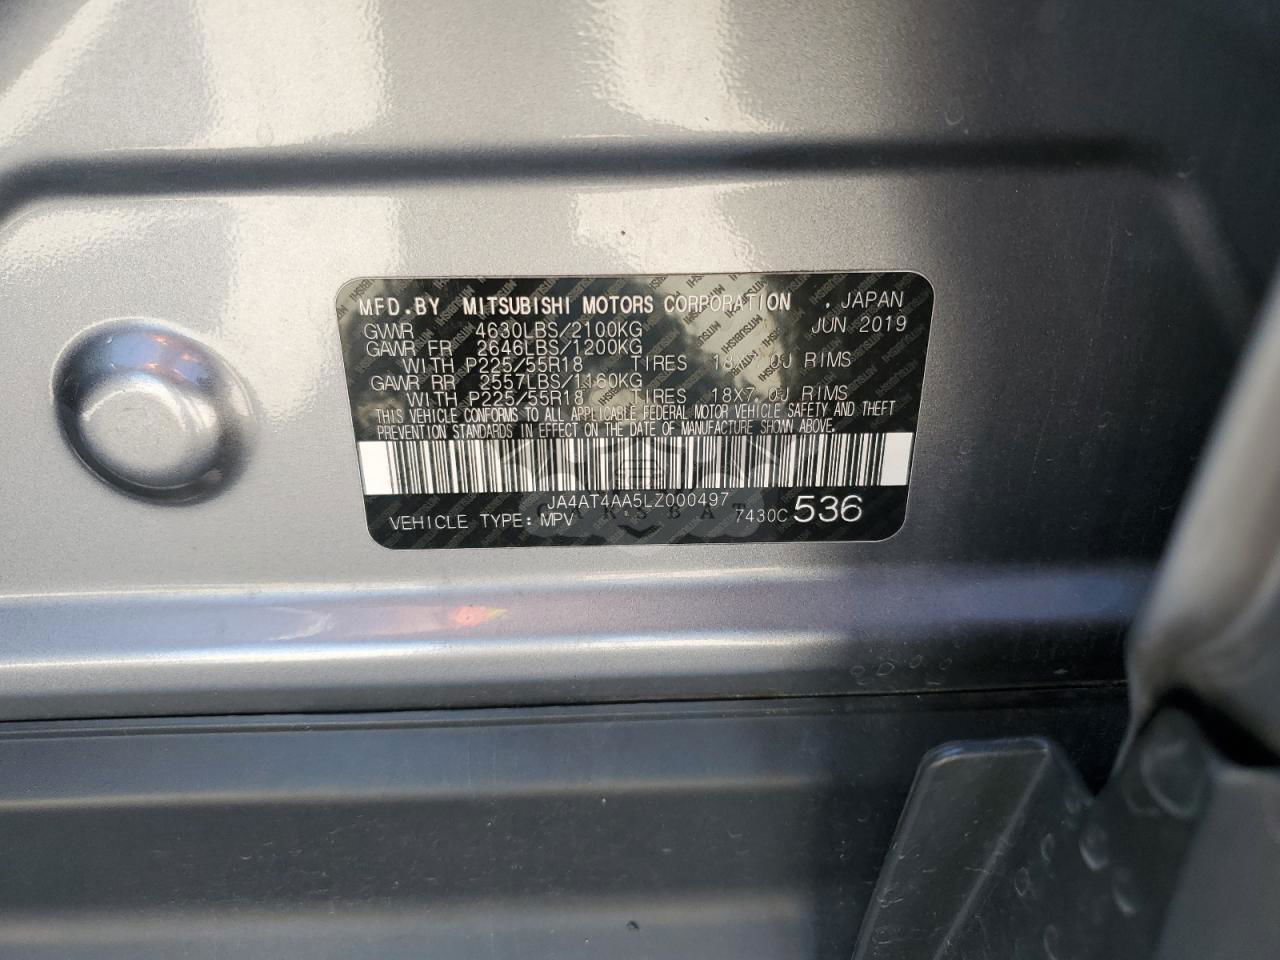 MFD.BY MITSUBISHI MOTORS CORPORATION , JAPAN
GVWR 4630LBS/2100KG JUN 2019
GAWR FR 2646LBS/1200KG
WITH P225/55R18 TIRES 18X7.0J RIMS
GAWR RR 2557LBS/1160KG
WITH P225/55R18 TIRES 18X7.0J RIMS
THIS VEHICLE CONFORMS TO ALL APPLICABLE FEDERAL MOTOR VEHICLE SAFETY AND THEFT
PREVENTION STANDARDS IN EFFECT ON THE DATE OF MANUFACTURE SHOWN ABOVE.
JA4AT4AA5LZ000497
VEHICLE TYPE: MPV 7430C 536